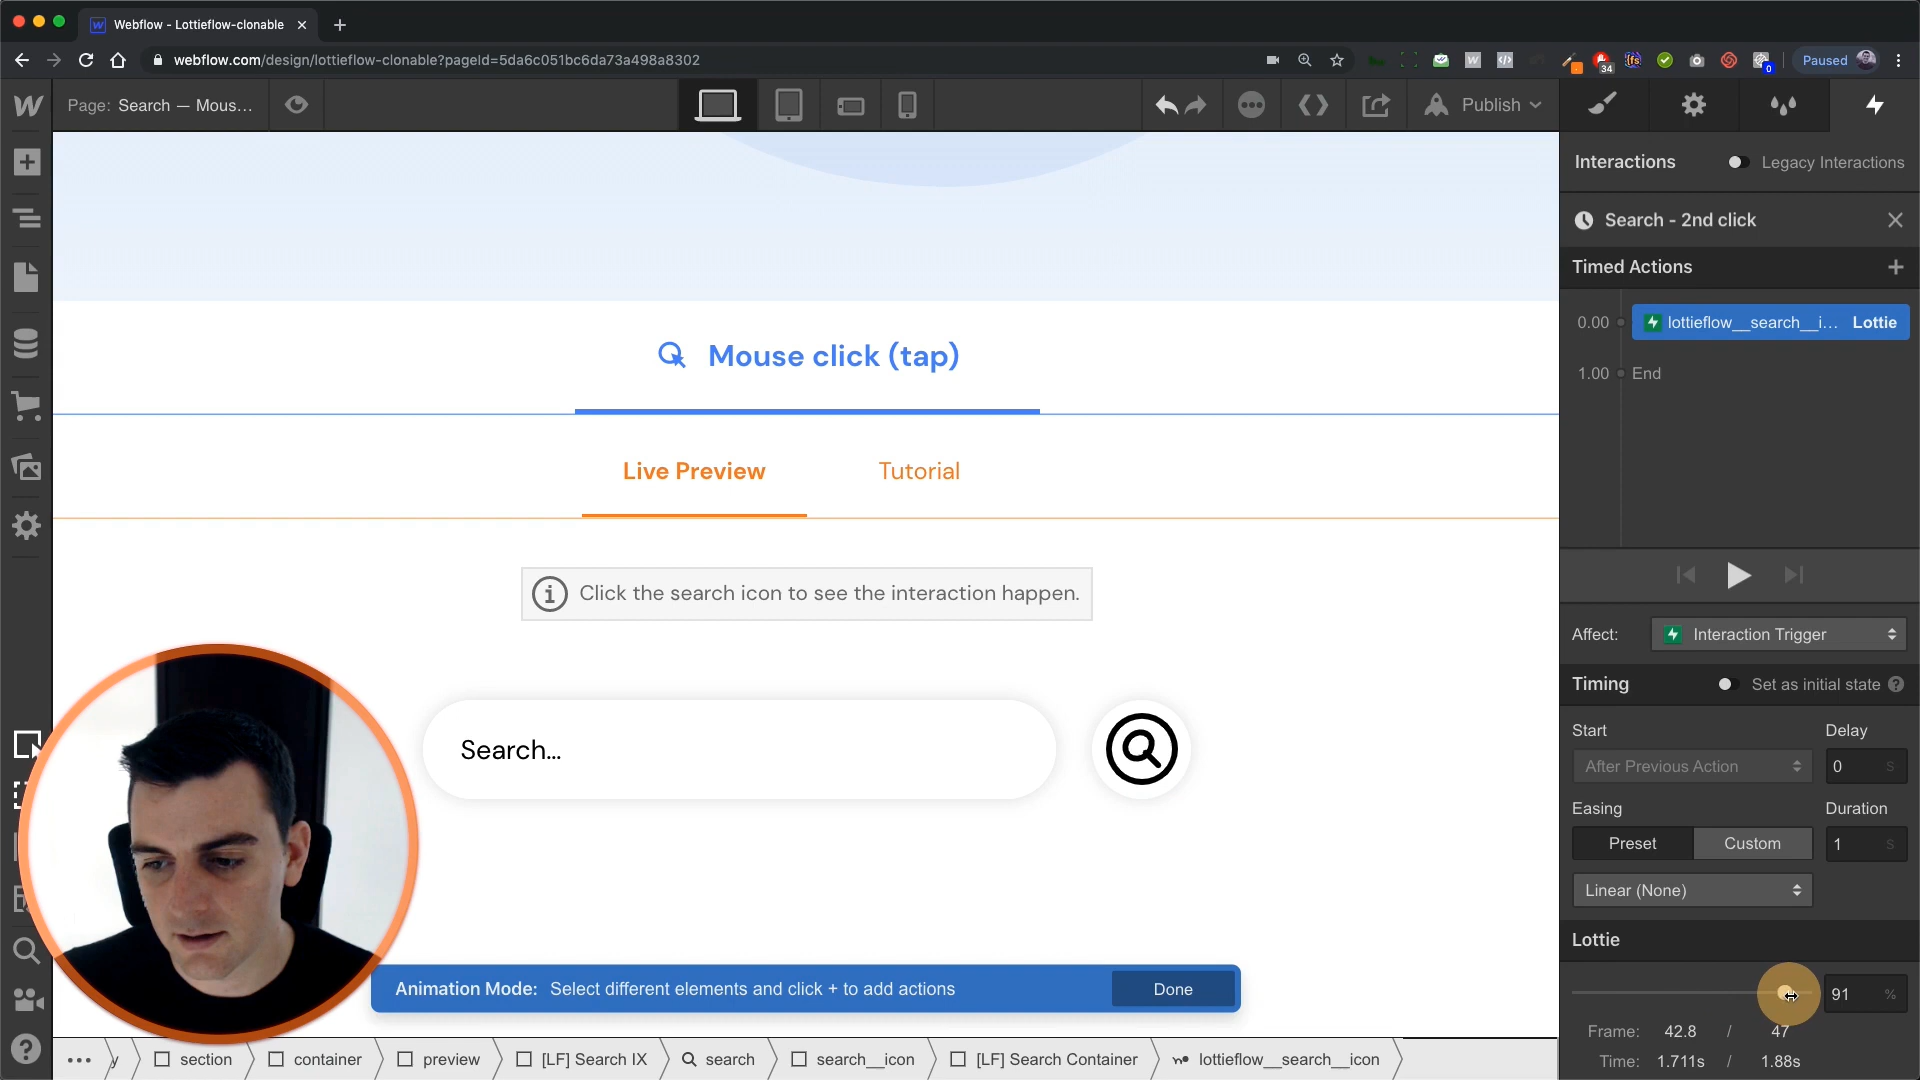 Webflow - Lottieflow-clonable
webflow.com/design/lottieflow-clonable?pageId=5da6c051bc6da73a498a8302
34
0
Paused
Page: Search — Mous...
Publish
Interactions
Legacy Interactions
Search - 2nd click
Timed Actions
0.00
lottieflow__search__i...
Lottie
1.00
End
Mouse click (tap)
Live Preview
Tutorial
Click the search icon to see the interaction happen.
Search...
Affect:
Interaction Trigger
Timing
Set as initial state
Start
Delay
After Previous Action
0
S
Easing
Duration
Preset
Custom
1
S
Linear (None)
Lottie
91
%
Frame: 42.8 / 47
Time: 1.711s / 1.88s
Animation Mode: Select different elements and click + to add actions
Done
y
section
container
preview
[LF] Search IX
search
search__icon
[LF] Search Container
lottieflow__search__icon